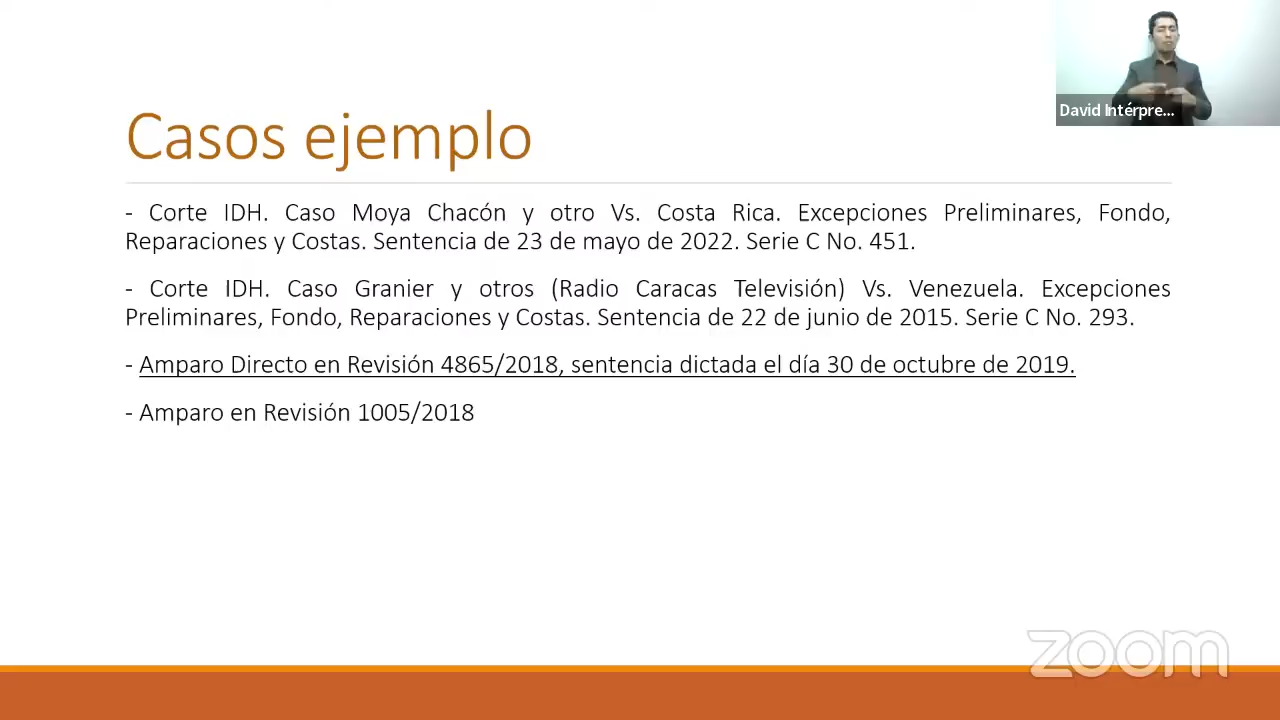 David Intérpre...
Casos ejemplo
- Corte IDH. Caso Moya Chacón y otro Vs. Costa Rica. Excepciones Preliminares, Fondo,
Reparaciones y Costas. Sentencia de 23 de mayo de 2022. Serie C No. 451.
- Corte IDH. Caso Granier y otros (Radio Caracas Televisión) Vs. Venezuela. Excepciones
Preliminares, Fondo, Reparaciones y Costas. Sentencia de 22 de junio de 2015. Serie C No. 293.
- Amparo Directo en Revisión 4865/2018, sentencia dictada el día 30 de octubre de 2019.
- Amparo en Revisión 1005/2018
zoom